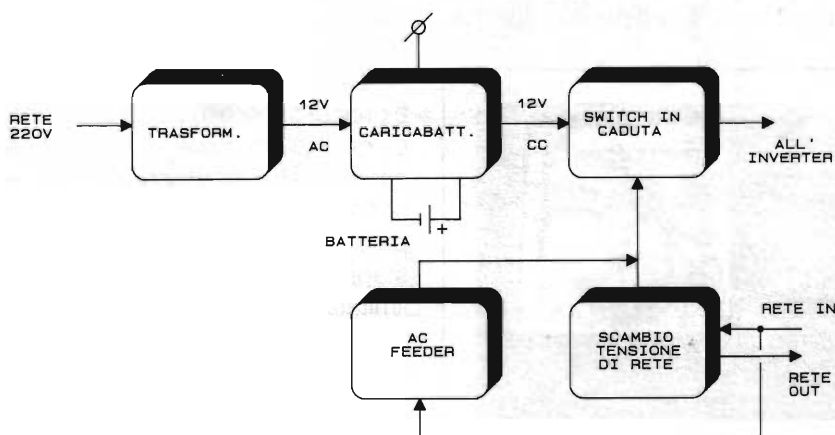 RETE
220V
TRASFORM.
12V
AC
CARICABATT.
12V
CC
SWITCH IN
CADUTA
ALL'
INVERTER
BATTERIA
+
AC
FEEDER
SCAMBIO
TENSIONE
DI RETE
RETE IN
RETE
OUT